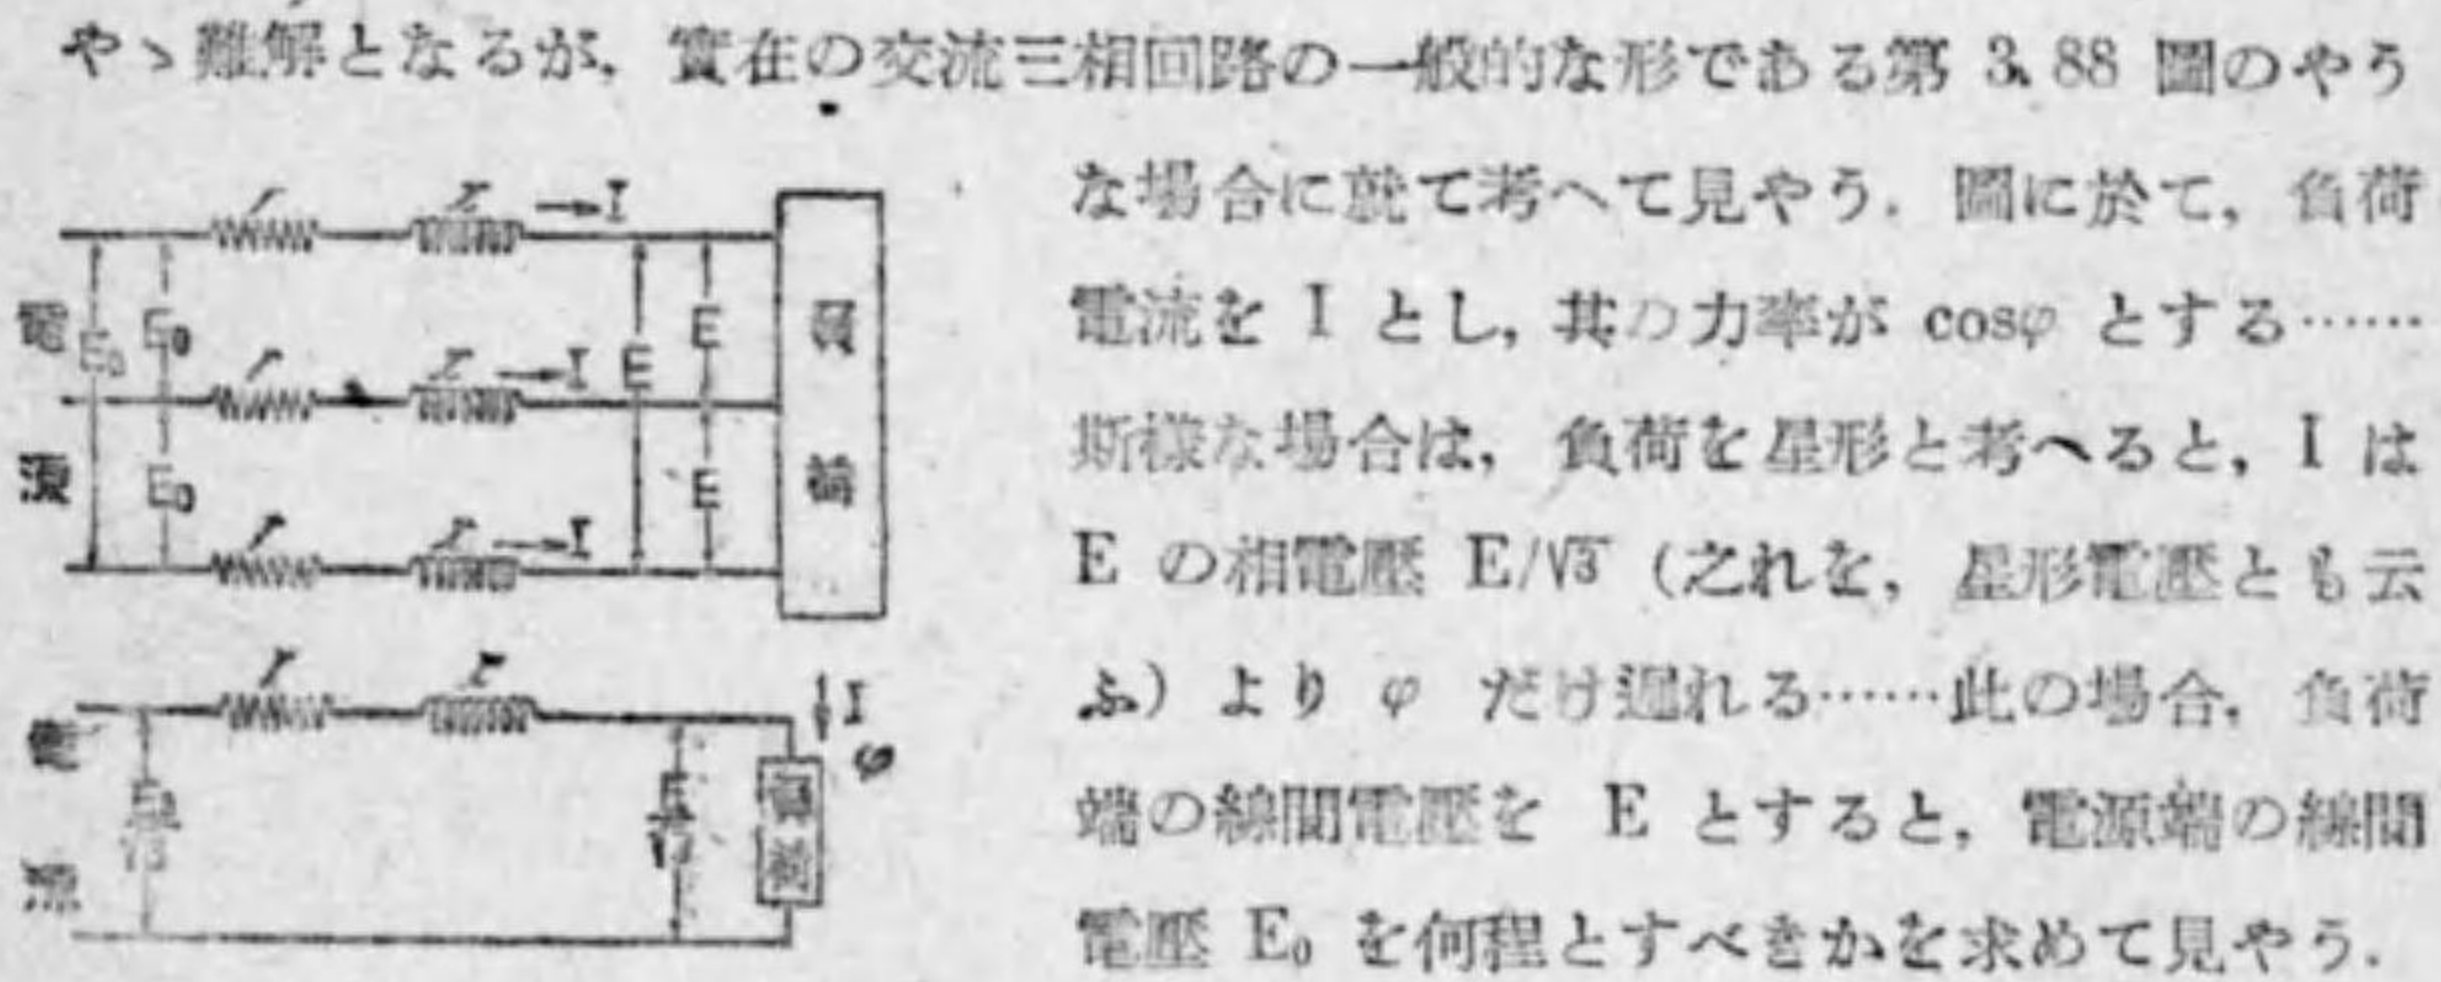 やゝ難解となるが，實在の交流三相回路の一般的な形である第 3.88 圖のやう
な場合に就て考へて見やう．圖に於て，負荷
電流を I とし，其の力率が cosφ とする……
斯様な場合は，負荷を星形と考へると，I は
E の相電壓 E/√3 (之れを，星形電壓とも云
ふ) より φ だけ遲れる……此の場合，負荷
端の線間電壓を E とすると，電源端の線間
電壓 E₀ を何程とすべきかを求めて見やう．
r x →I
電源 E₀ E₀ E 負荷
r x →I E
E₀ E
r x →I
r x I
電源 E₀/√3 E/√3 負荷 φ